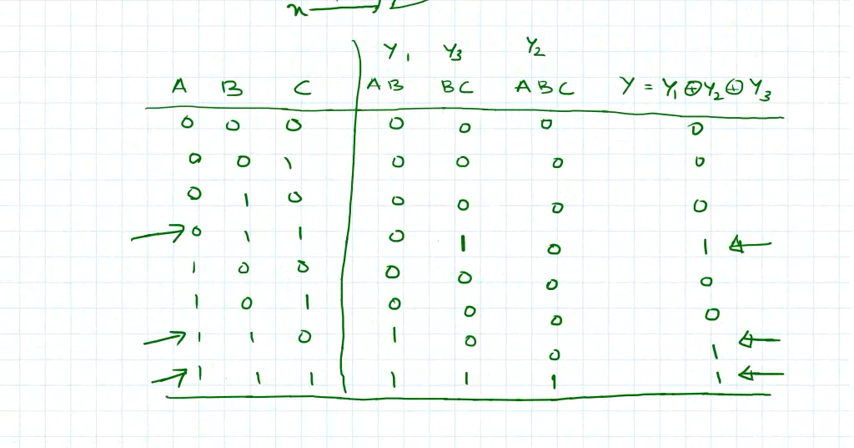 x
Y₁ Y₃ Y₂
A B C AB BC ABC Y = Y₁⊕Y₂⊕Y₃
0 0 0 0 0 0 0
0 0 1 0 0 0 0
0 1 0 0 0 0 0
0 1 1 0 1 0 1
1 0 0 0 0 0 0
1 0 1 0 0 0 0
1 1 0 1 0 0 1
1 1 1 1 1 1 1